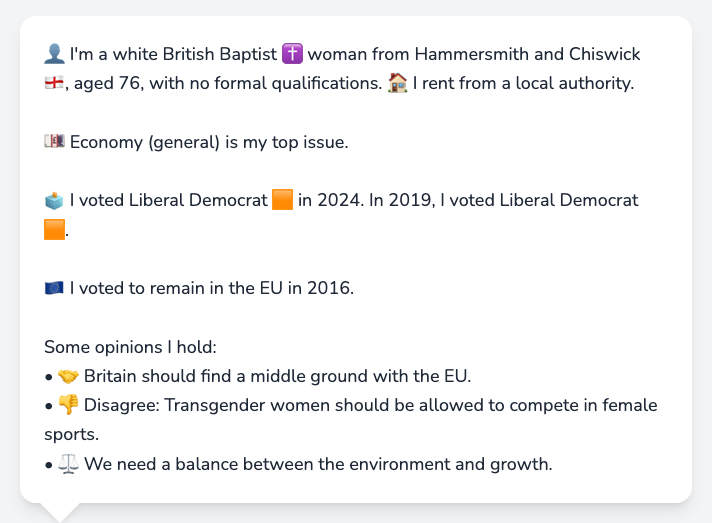 👤 I'm a white British Baptist ✝️ woman from Hammersmith and Chiswick
🏴󠁧󠁢󠁥󠁮󠁧󠁿, aged 76, with no formal qualifications. 🏠 I rent from a local authority.
💷 Economy (general) is my top issue.
🗳️ I voted Liberal Democrat 🟧 in 2024. In 2019, I voted Liberal Democrat
🟧.
🇪🇺 I voted to remain in the EU in 2016.
Some opinions I hold:
• 🤝 Britain should find a middle ground with the EU.
• 👎 Disagree: Transgender women should be allowed to compete in female
sports.
• ⚖️ We need a balance between the environment and growth.